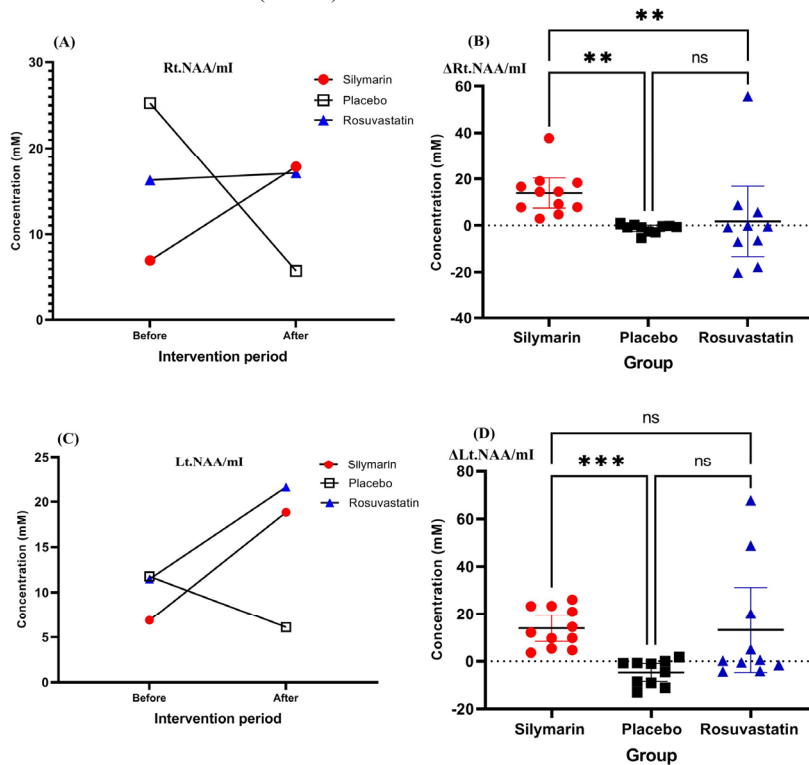 (A)
Rt.NAA/mI
Silymarin
Placebo
Rosuvastatin
Concentration (mM)
30
20
10
0
Before
After
Intervention period
(B)
ΔRt.NAA/mI
**
**
ns
Concentration (mM)
60
40
20
0
-20
-40
Silymarin
Placebo
Rosuvastatin
Group
(C)
Lt.NAA/mI
Silymarin
Placebo
Rosuvastatin
Concentration (mM)
25
20
15
10
5
0
Before
After
Intervention period
(D)
ΔLt.NAA/mI
ns
***
ns
Concentration (mM)
80
60
40
20
0
-20
Silymarin
Placebo
Rosuvastatin
Group